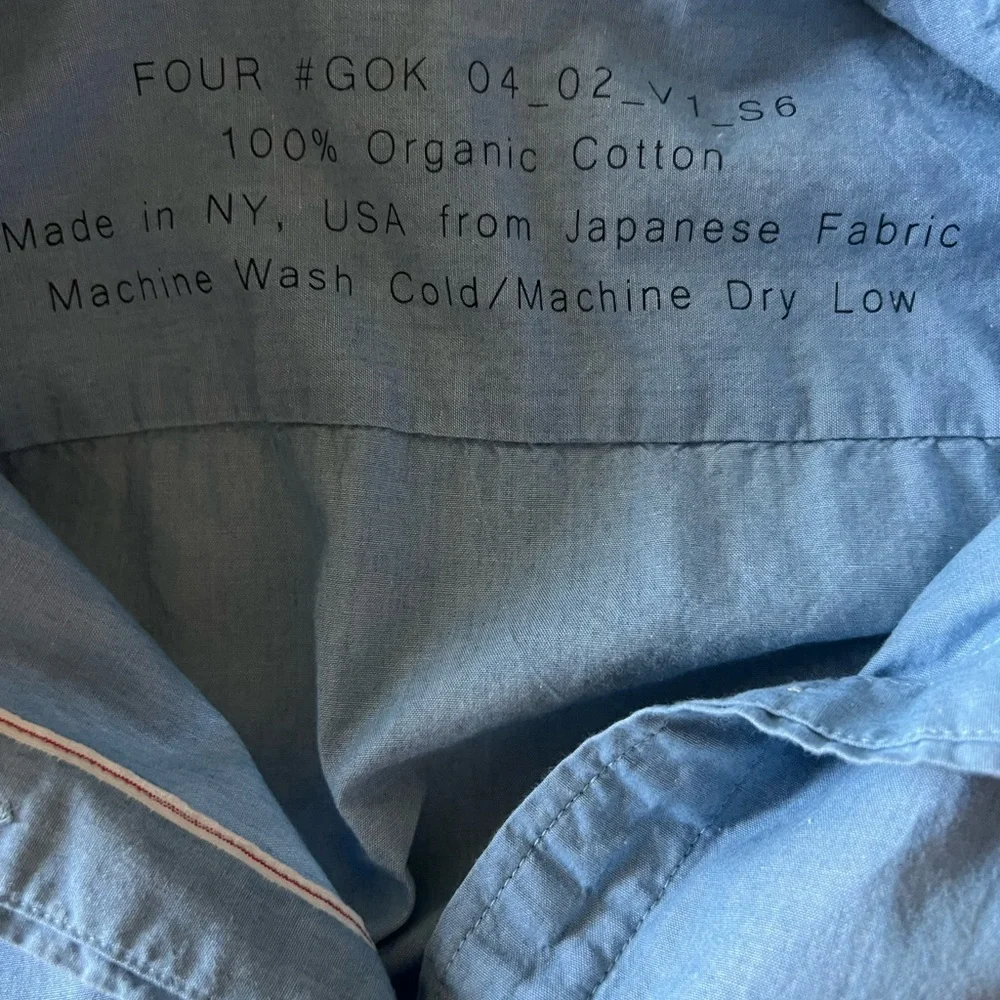 FOUR #GOK 04_02_V1_S6
100% Organic Cotton
Made in NY, USA from Japanese Fabric
Machine Wash Cold/Machine Dry Low